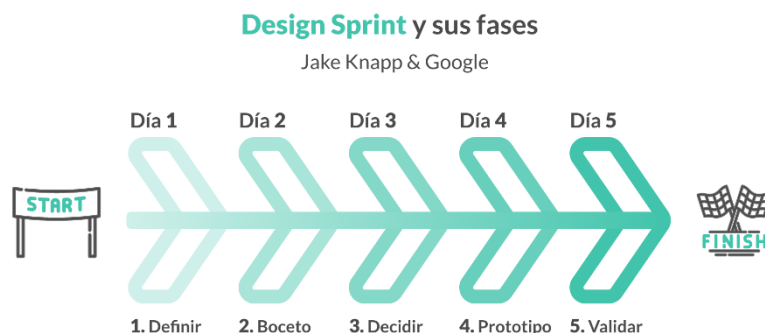 Design Sprint y sus fases
Jake Knapp & Google
Día 1 Día 2 Día 3 Día 4 Día 5
START
FINISH
1. Definir 2. Boceto 3. Decidir 4. Prototipo 5. Validar